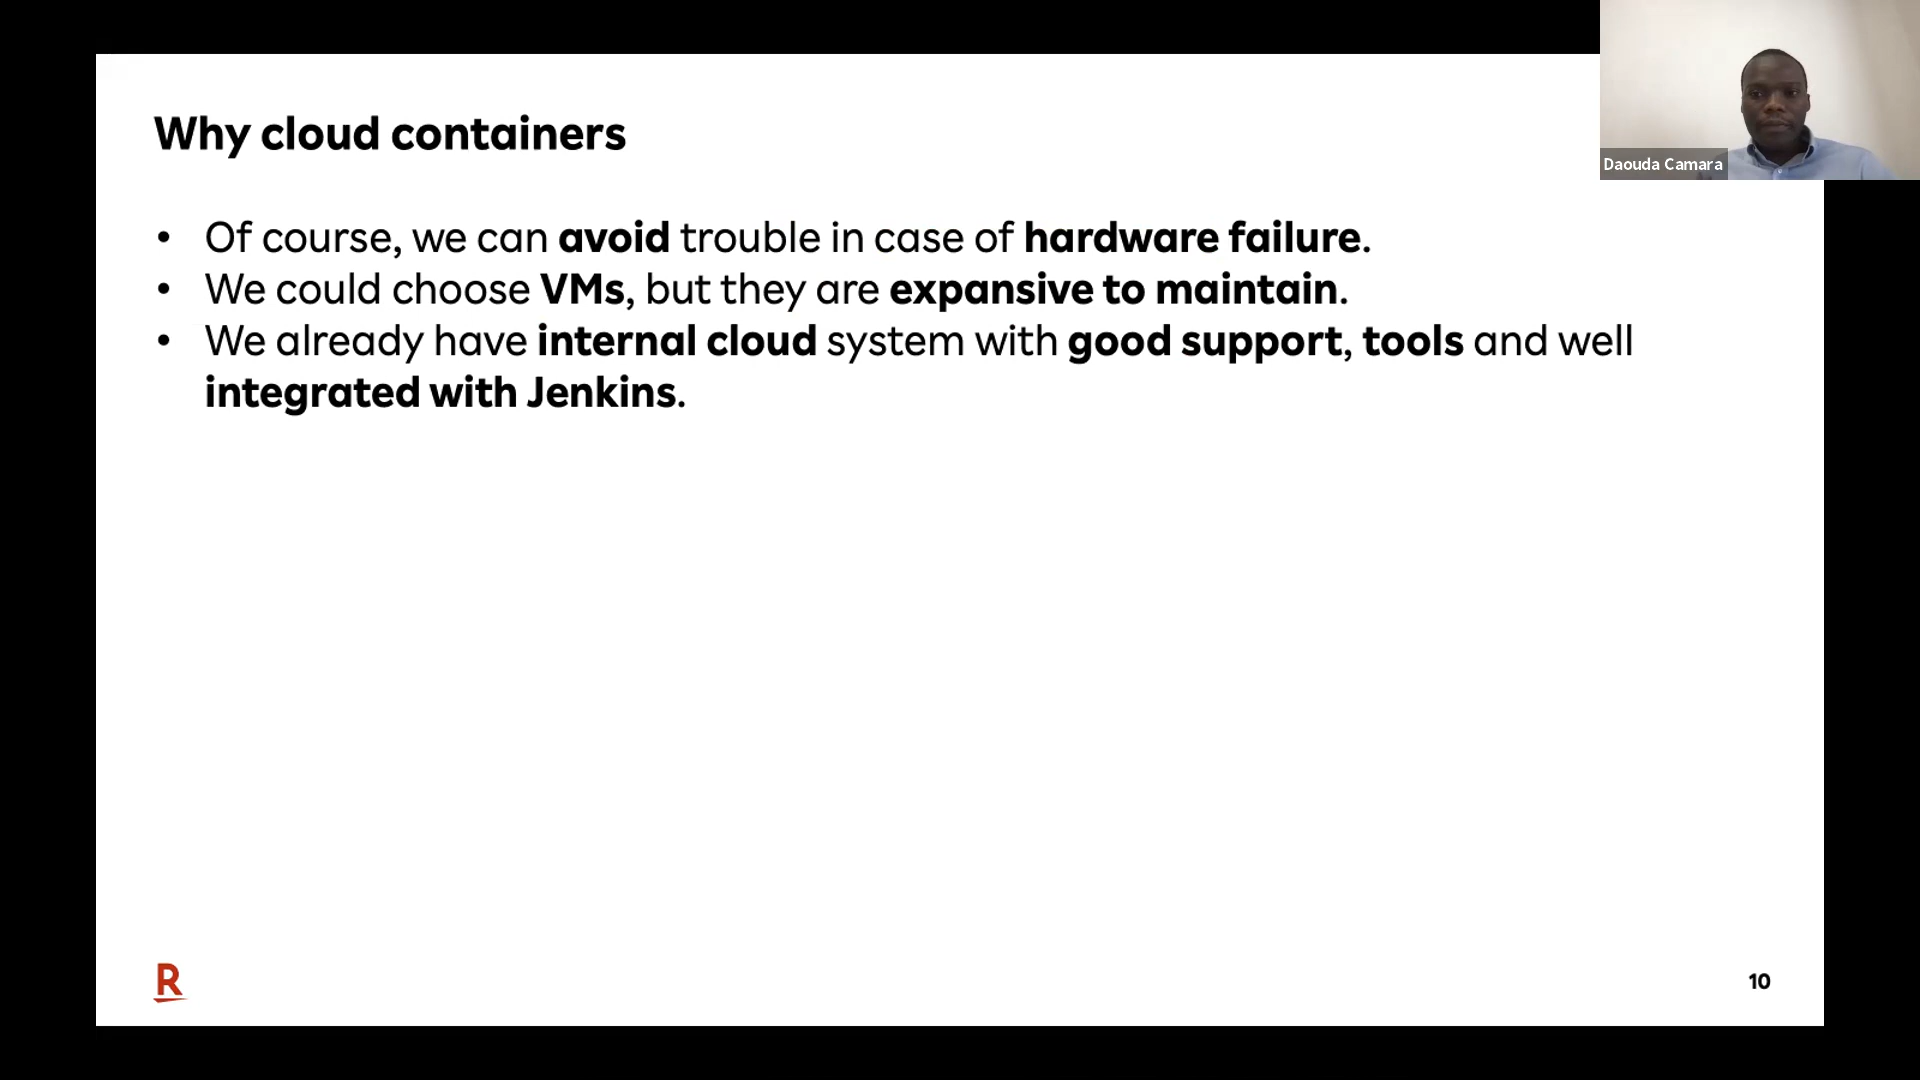 Why cloud containers
Daouda Camara
• Of course, we can avoid trouble in case of hardware failure.
• We could choose VMs, but they are expansive to maintain.
• We already have internal cloud system with good support, tools and well
integrated with Jenkins.
R
10